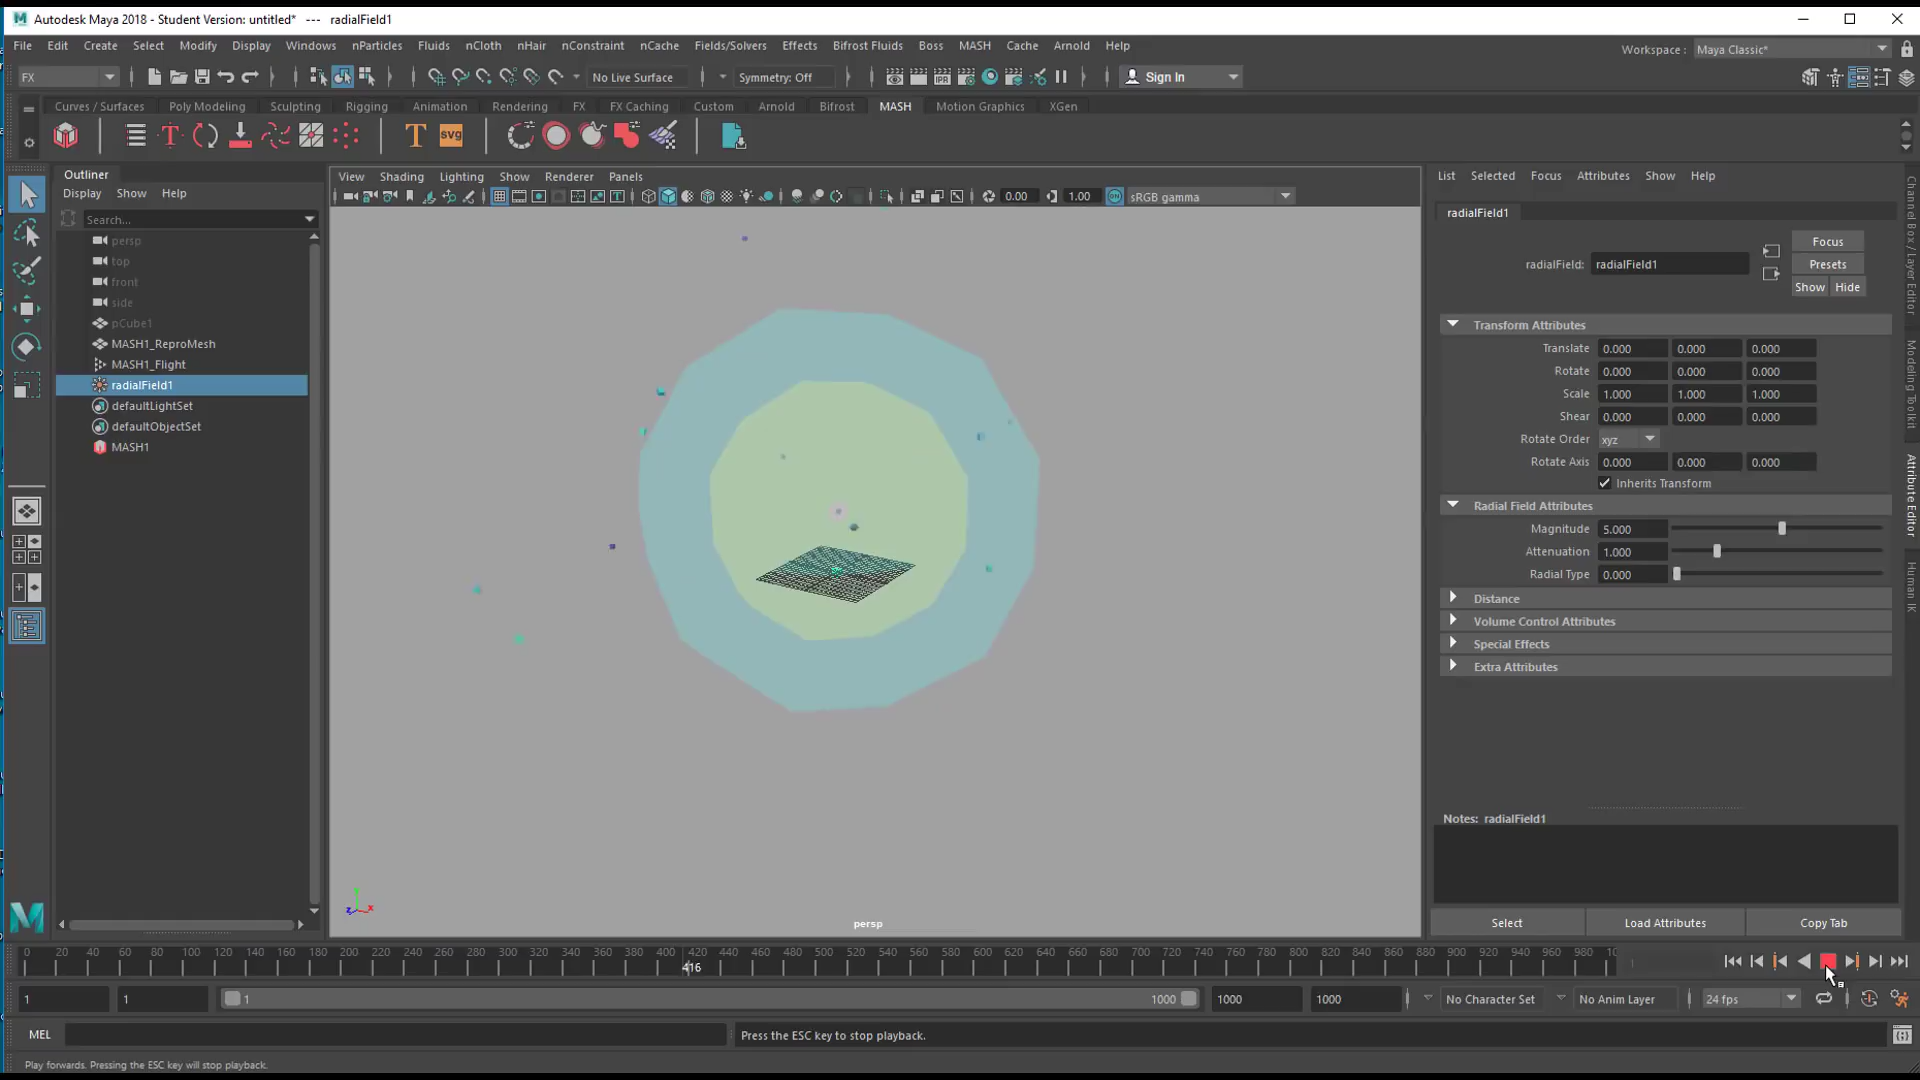 Autodesk Maya 2018 - Student Version: untitled* --- radialField1
File Edit Create Select Modify Display Windows nParticles Fluids nCloth nHair nConstraint nCache Fields/Solvers Effects Bifrost Fluids Boss MASH Cache Arnold Help
Workspace : Maya Classic*
FX No Live Surface Symmetry: Off Sign In
Curves / Surfaces Poly Modeling Sculpting Rigging Animation Rendering FX FX Caching Custom Arnold Bifrost MASH Motion Graphics XGen
T T svg
Outliner
Display Show Help
Search...
persp
top
front
side
pCube1
MASH1_ReproMesh
MASH1_Flight
radialField1
defaultLightSet
defaultObjectSet
MASH1
View Shading Lighting Show Renderer Panels
0.00 1.00 sRGB gamma
persp
List Selected Focus Attributes Show Help
radialField1
radialField: radialField1
Focus
Presets
Show Hide
Transform Attributes
Translate 0.000 0.000 0.000
Rotate 0.000 0.000 0.000
Scale 1.000 1.000 1.000
Shear 0.000 0.000 0.000
Rotate Order xyz
Rotate Axis 0.000 0.000 0.000
Inherits Transform
Radial Field Attributes
Magnitude 5.000
Attenuation 1.000
Radial Type 0.000
Distance
Volume Control Attributes
Special Effects
Extra Attributes
Notes: radialField1
Select Load Attributes Copy Tab
Channel Box / Layer Editor
Modeling Toolkit
Attribute Editor
Human IK
0 20 40 60 80 100 120 140 160 180 200 220 240 260 280 300 320 340 360 380 400 420 440 460 480 500 520 540 560 580 600 620 640 660 680 700 720 740 760 780 800 820 840 860 880 900 920 940 960 980
416
1 1 1 1000 1000 1000 No Character Set No Anim Layer 24 fps
MEL Press the ESC key to stop playback.
Play forwards. Pressing the ESC key will stop playback.